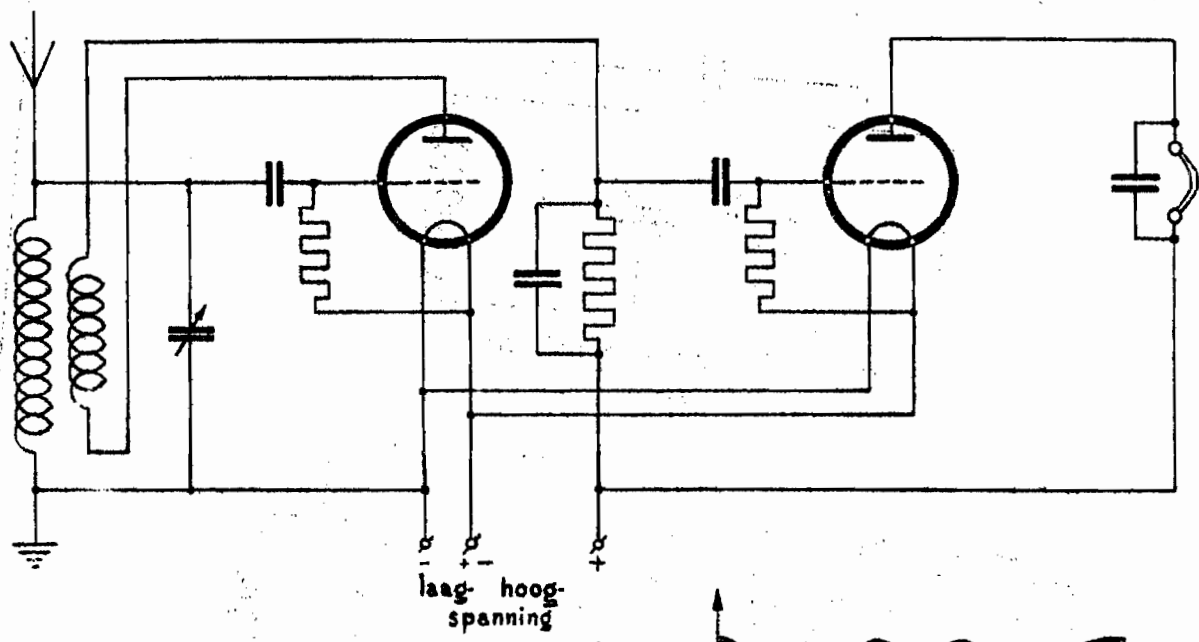 - + - +
laag- hoog-
spanning